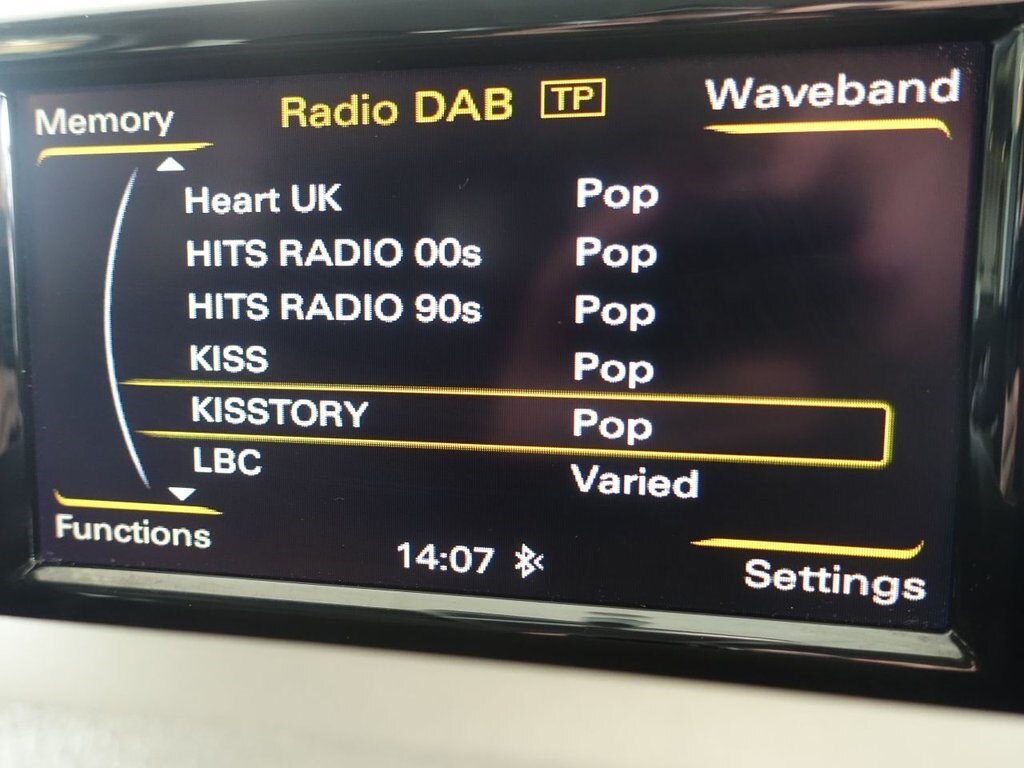 Memory Radio DAB TP Waveband
Heart UK Pop
HITS RADIO 00s Pop
HITS RADIO 90s Pop
KISS Pop
KISSTORY Pop
LBC Varied
Functions 14:07 Settings